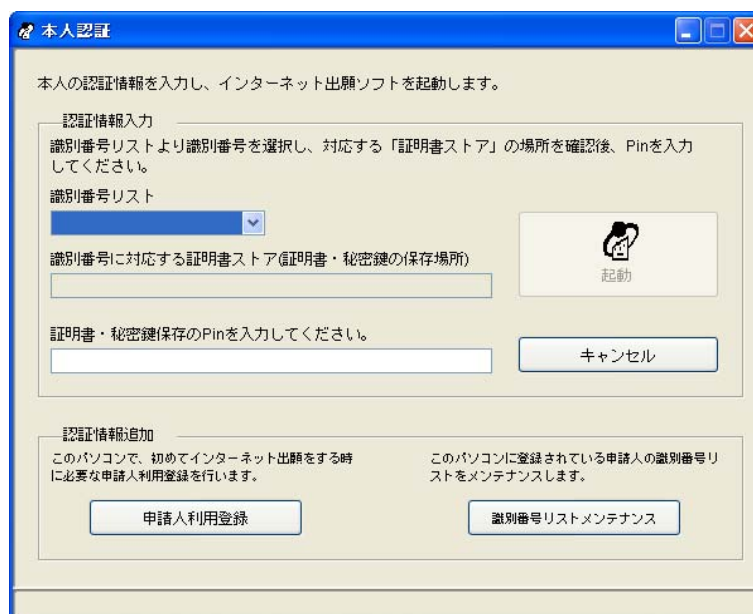 本人認証
本人の認証情報を入力し、インターネット出願ソフトを起動します。
認証情報入力
識別番号リストより識別番号を選択し、対応する「証明書ストア」の場所を確認後、Pinを入力
してください。
識別番号リスト
識別番号に対応する証明書ストア(証明書・秘密鍵の保存場所)
起動
証明書・秘密鍵保存のPinを入力してください。
キャンセル
認証情報追加
このパソコンで、初めてインターネット出願をする時
に必要な申請人利用登録を行います。
申請人利用登録
このパソコンに登録されている申請人の識別番号リ
ストをメンテナンスします。
識別番号リストメンテナンス